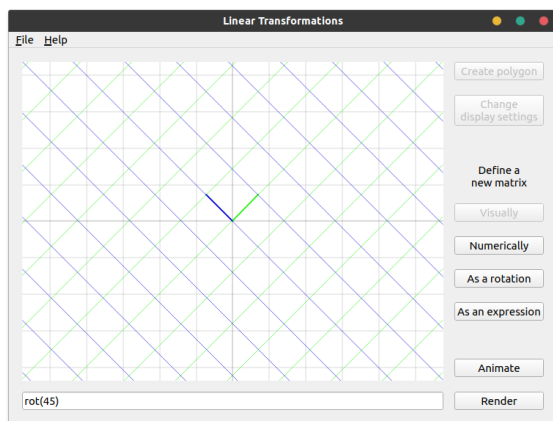 Linear Transformations
File Help
Create polygon
Change
display settings
Define a
new matrix
Visually
Numerically
As a rotation
As an expression
Animate
rot(45)
Render